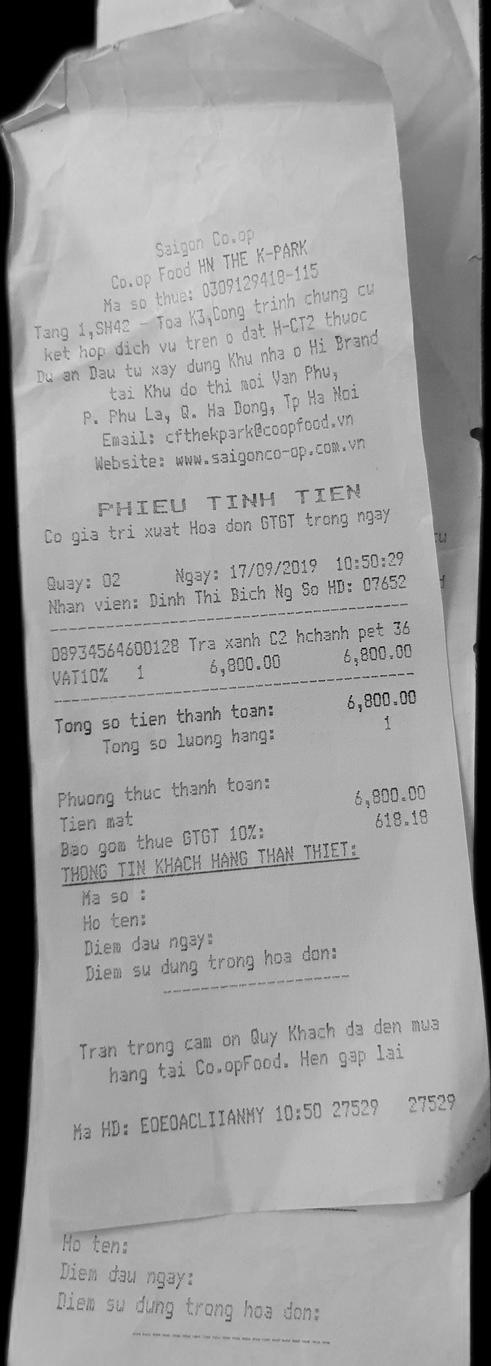 Saigon Co.op
Co.op Food HN THE K-PARK
Ma so thue: 0309129418-115
Tang 1,SH42 - Toa K3,Cong trinh chung cu
ket hop dich vu tren o dat H-CT2 thuoc
Du an Dau tu xay dung Khu nha o Hi Brand
tai Khu do thi moi Van Phu,
P. Phu La, Q. Ha Dong, Tp Ha Noi
Email: cfthekpark@coopfood.vn
Website: www.saigonco-op.com.vn
PHIEU TINH TIEN
Co gia tri xuat Hoa don GTGT trong ngay
Quay: 02 Ngay: 17/09/2019 10:50:29
Nhan vien: Dinh Thi Bich Ng So HD: 07652
08934564600128 Tra xanh C2 hchanh pet 36
VAT10% 1 6,800.00 6,800.00
Tong so tien thanh toan: 6,800.00
Tong so luong hang: 1
Phuong thuc thanh toan:
Tien mat 6,800.00
Bao gom thue GTGT 10%: 618.18
THONG TIN KHACH HANG THAN THIET:
Ma so :
Ho ten:
Diem dau ngay:
Diem su dung trong hoa don:
Tran trong cam on Quy Khach da den mua
hang tai Co.opFood. Hen gap lai
Ma HD: EOEOACLIIANMY 10:50 27529 27529
Ho ten:
Diem dau ngay:
Diem su dung trong hoa don: